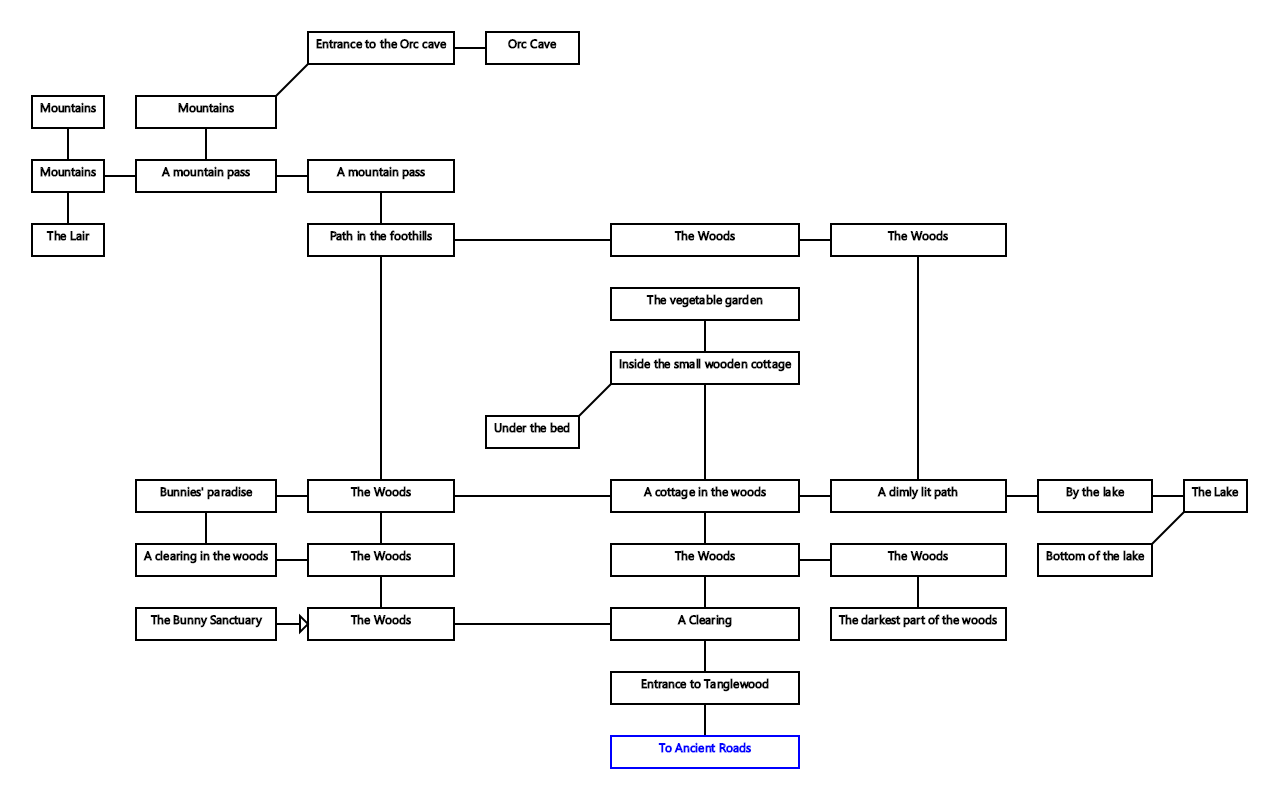 Entrance to the Orc cave
Orc Cave
Mountains
Mountains
Mountains
A mountain pass
A mountain pass
The Lair
Path in the foothills
The Woods
The Woods
The vegetable garden
Inside the small wooden cottage
Under the bed
Bunnies' paradise
The Woods
A cottage in the woods
A dimly lit path
By the lake
The Lake
A clearing in the woods
The Woods
The Woods
The Woods
Bottom of the lake
The Bunny Sanctuary
The Woods
A Clearing
The darkest part of the woods
Entrance to Tanglewood
To Ancient Roads